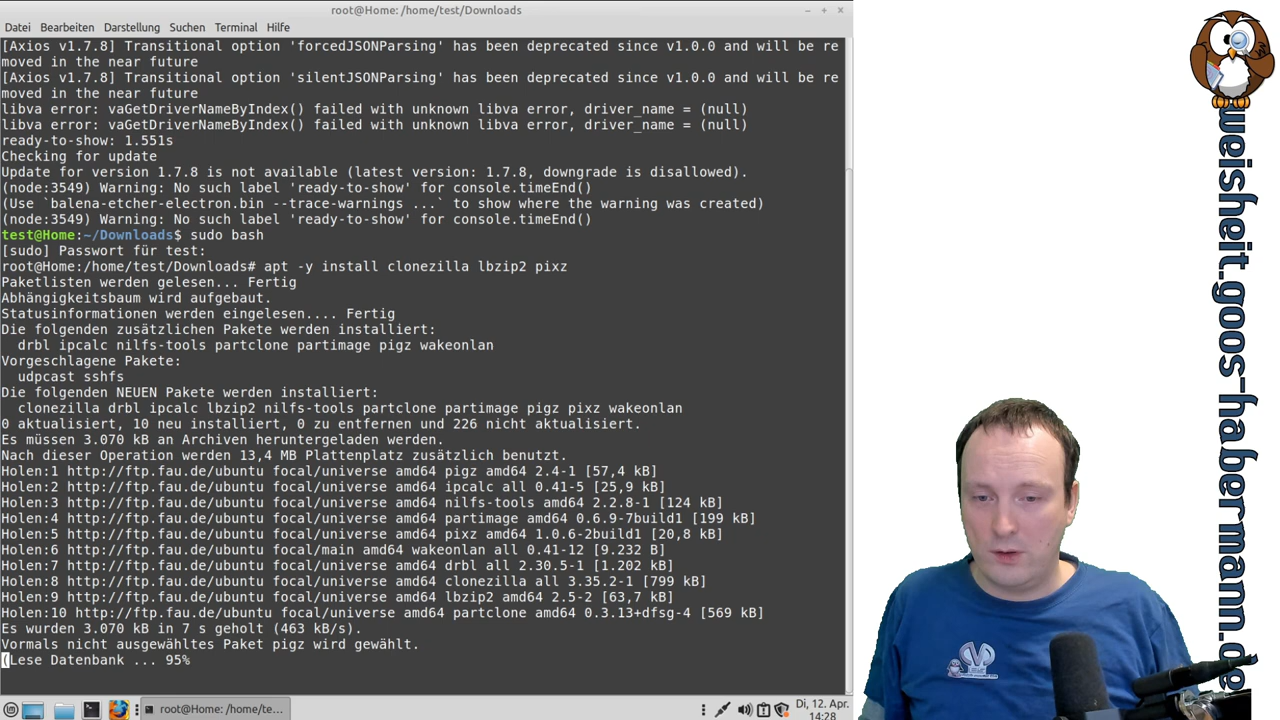 root@Home: /home/test/Downloads
Datei Bearbeiten Darstellung Suchen Terminal Hilfe
[Axios v1.7.8] Transitional option 'forcedJSONParsing' has been deprecated since v1.0.0 and will be re
moved in the near future
[Axios v1.7.8] Transitional option 'silentJSONParsing' has been deprecated since v1.0.0 and will be re
moved in the near future
libva error: vaGetDriverNameByIndex() failed with unknown libva error, driver_name = (null)
libva error: vaGetDriverNameByIndex() failed with unknown libva error, driver_name = (null)
ready-to-show: 1.551s
Checking for update
Update for version 1.7.8 is not available (latest version: 1.7.8, downgrade is disallowed).
(node:3549) Warning: No such label 'ready-to-show' for console.timeEnd()
(Use `balena-etcher-electron.bin --trace-warnings ...` to show where the warning was created)
(node:3549) Warning: No such label 'ready-to-show' for console.timeEnd()
test@Home:~/Downloads$ sudo bash
[sudo] Passwort für test:
root@Home:/home/test/Downloads# apt -y install clonezilla lbzip2 pixz
Paketlisten werden gelesen... Fertig
Abhängigkeitsbaum wird aufgebaut.
Statusinformationen werden eingelesen.... Fertig
Die folgenden zusätzlichen Pakete werden installiert:
drbl ipcalc nilfs-tools partclone partimage pigz wakeonlan
Vorgeschlagene Pakete:
udpcast sshfs
Die folgenden NEUEN Pakete werden installiert:
clonezilla drbl ipcalc lbzip2 nilfs-tools partclone partimage pigz pixz wakeonlan
0 aktualisiert, 10 neu installiert, 0 zu entfernen und 226 nicht aktualisiert.
Es müssen 3.070 kB an Archiven heruntergeladen werden.
Nach dieser Operation werden 13,4 MB Plattenplatz zusätzlich benutzt.
Holen:1 http://ftp.fau.de/ubuntu focal/universe amd64 pigz amd64 2.4-1 [57,4 kB]
Holen:2 http://ftp.fau.de/ubuntu focal/universe amd64 ipcalc all 0.41-5 [25,9 kB]
Holen:3 http://ftp.fau.de/ubuntu focal/universe amd64 nilfs-tools amd64 2.2.8-1 [124 kB]
Holen:4 http://ftp.fau.de/ubuntu focal/universe amd64 partimage amd64 0.6.9-7build1 [199 kB]
Holen:5 http://ftp.fau.de/ubuntu focal/universe amd64 pixz amd64 1.0.6-2build1 [20,8 kB]
Holen:6 http://ftp.fau.de/ubuntu focal/main amd64 wakeonlan all 0.41-12 [9.232 B]
Holen:7 http://ftp.fau.de/ubuntu focal/universe amd64 drbl all 2.30.5-1 [1.202 kB]
Holen:8 http://ftp.fau.de/ubuntu focal/universe amd64 clonezilla all 3.35.2-1 [799 kB]
Holen:9 http://ftp.fau.de/ubuntu focal/universe amd64 lbzip2 amd64 2.5-2 [63,7 kB]
Holen:10 http://ftp.fau.de/ubuntu focal/universe amd64 partclone amd64 0.3.13+dfsg-4 [569 kB]
Es wurden 3.070 kB in 7 s geholt (463 kB/s).
Vormals nicht ausgewähltes Paket pigz wird gewählt.
(Lese Datenbank ... 95%
root@Home: /home/te...
Di, 12. Apr.
14:28
weisheit.goos-habermann.de